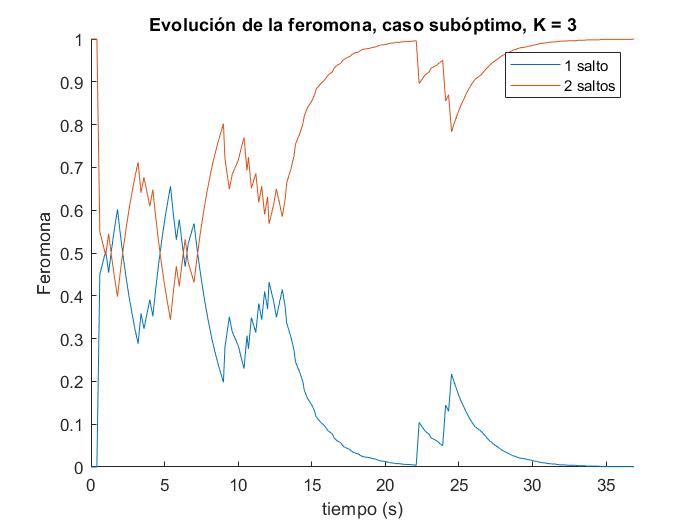 Evolución de la feromona, caso subóptimo, K = 3
1
0.9
0.8
0.7
0.6
0.5
0.4
0.3
0.2
0.1
0
Feromona
1 salto
2 saltos
0 5 10 15 20 25 30 35
tiempo (s)